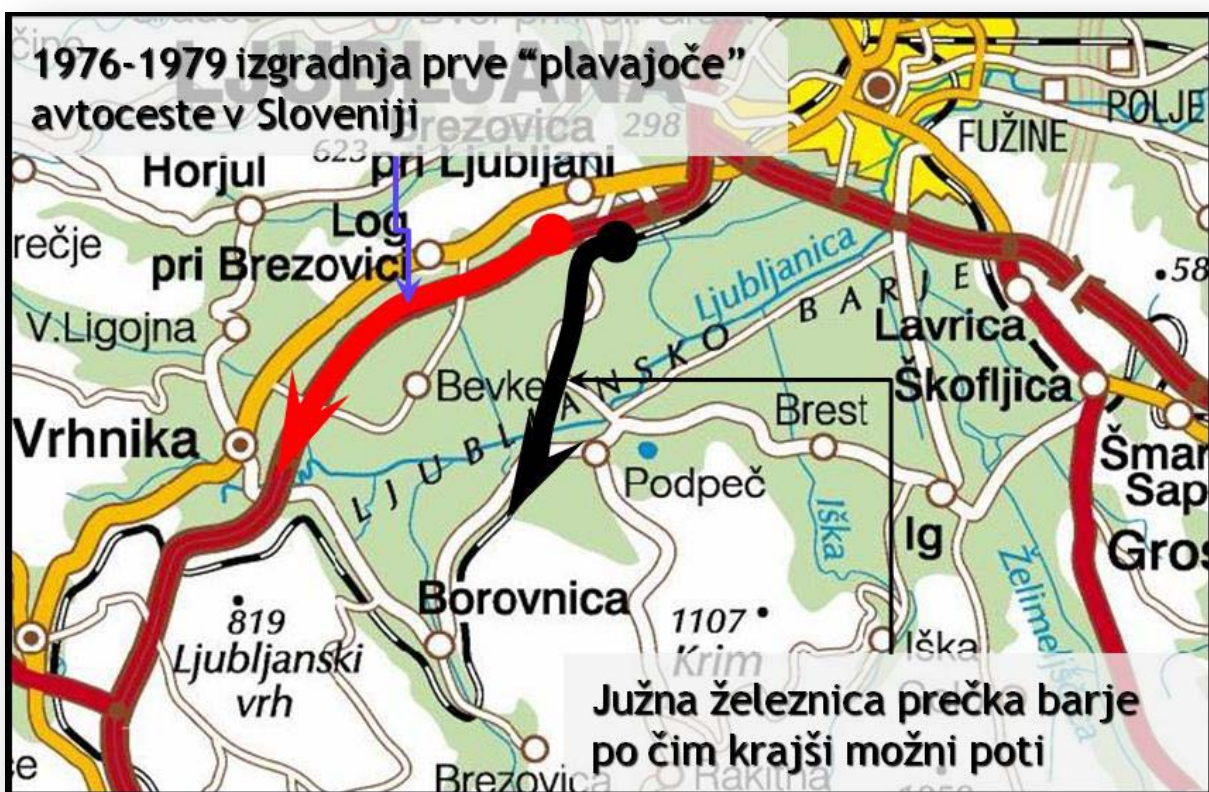 1976-1979 izgradnja prve “‘plavajoče”
avtoceste v Sloveniji
LJUBLJANA
Brezovica
pri Ljubljani
298
623
POLJE
FUŽINE
Horjul
Log
pri Brezovici
rečje
V.Ligojna
Ljubljanica
LJUBLJANSKO BARJE
58
Lavrica
Škofljica
Bevke
Brest
Vrhnika
Šmar
Sap
Podpeč
Iška
Ig
Gros
Želimeljščica
Borovnica
819
Ljubljanski
vrh
1107
Krim
Iška
Južna železnica prečka barje
po čim krajši možni poti
Brezovica
Rakitna
ce